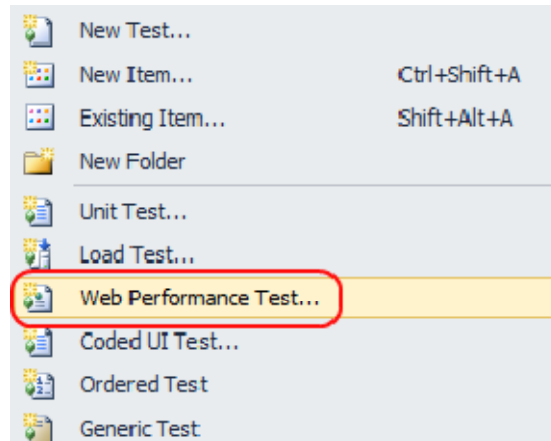 New Test...
New Item... Ctrl+Shift+A
Existing Item... Shift+Alt+A
New Folder
Unit Test...
Load Test...
Web Performance Test...
Coded UI Test...
Ordered Test
Generic Test